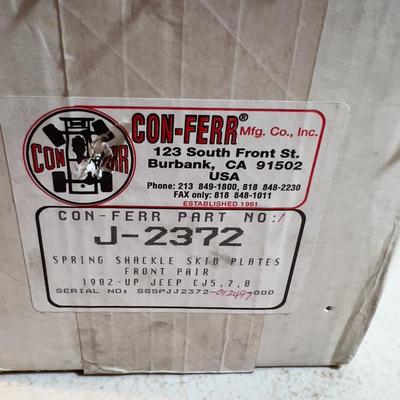 CON-FERR
CON-FERR® Mfg. Co., Inc.
123 South Front St.
Burbank, CA 91502
USA
Phone: 213 849-1800, 818 848-2230
FAX only: 818 848-1011
ESTABLISHED 1961
CON-FERR PART NO:/
J-2372
SPRING SHACKLE SKID PLATES
FRONT PAIR
1982-UP JEEP CJ5,7,8
SERIAL NO: SSSPJJ2372-012497-000